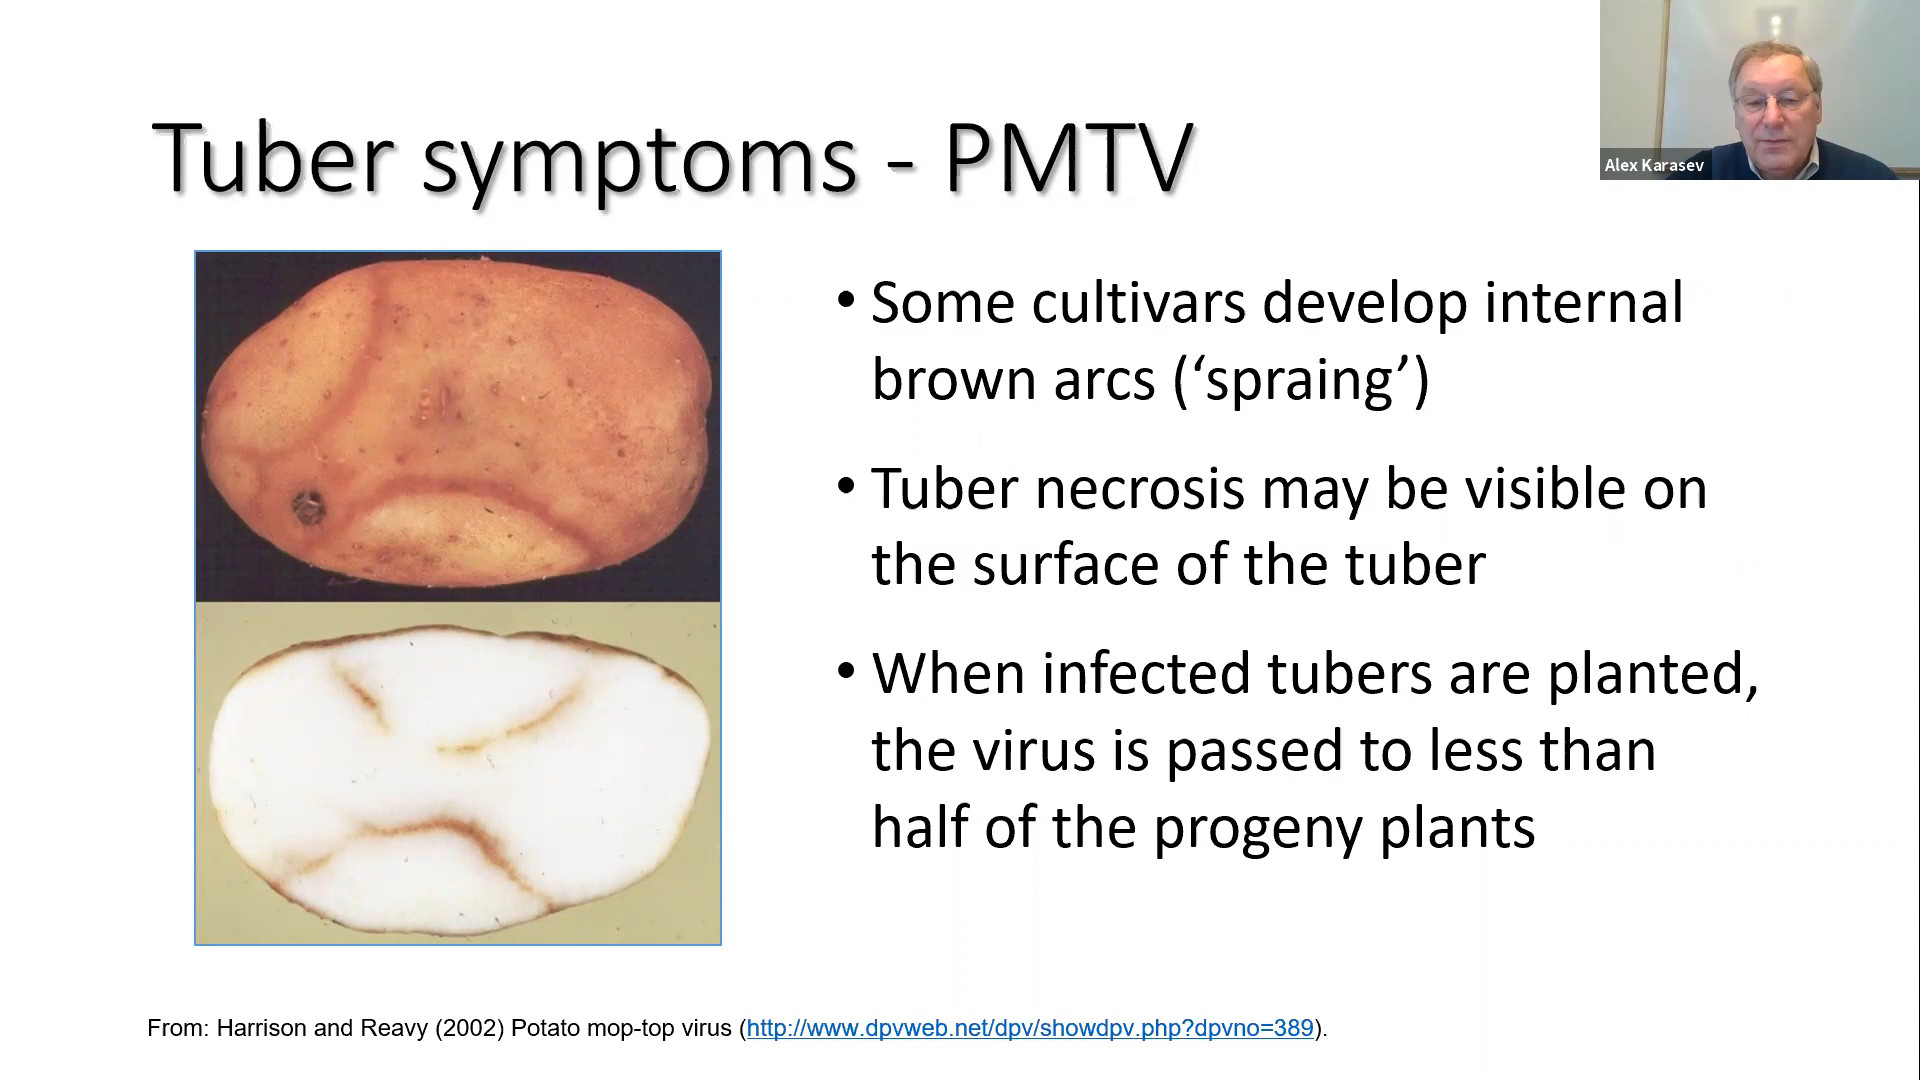 Tuber symptoms - PMTV
Alex Karasev
• Some cultivars develop internal
brown arcs (‘spraing’)
• Tuber necrosis may be visible on
the surface of the tuber
• When infected tubers are planted,
the virus is passed to less than
half of the progeny plants
From: Harrison and Reavy (2002) Potato mop-top virus (http://www.dpvweb.net/dpv/showdpv.php?dpvno=389).